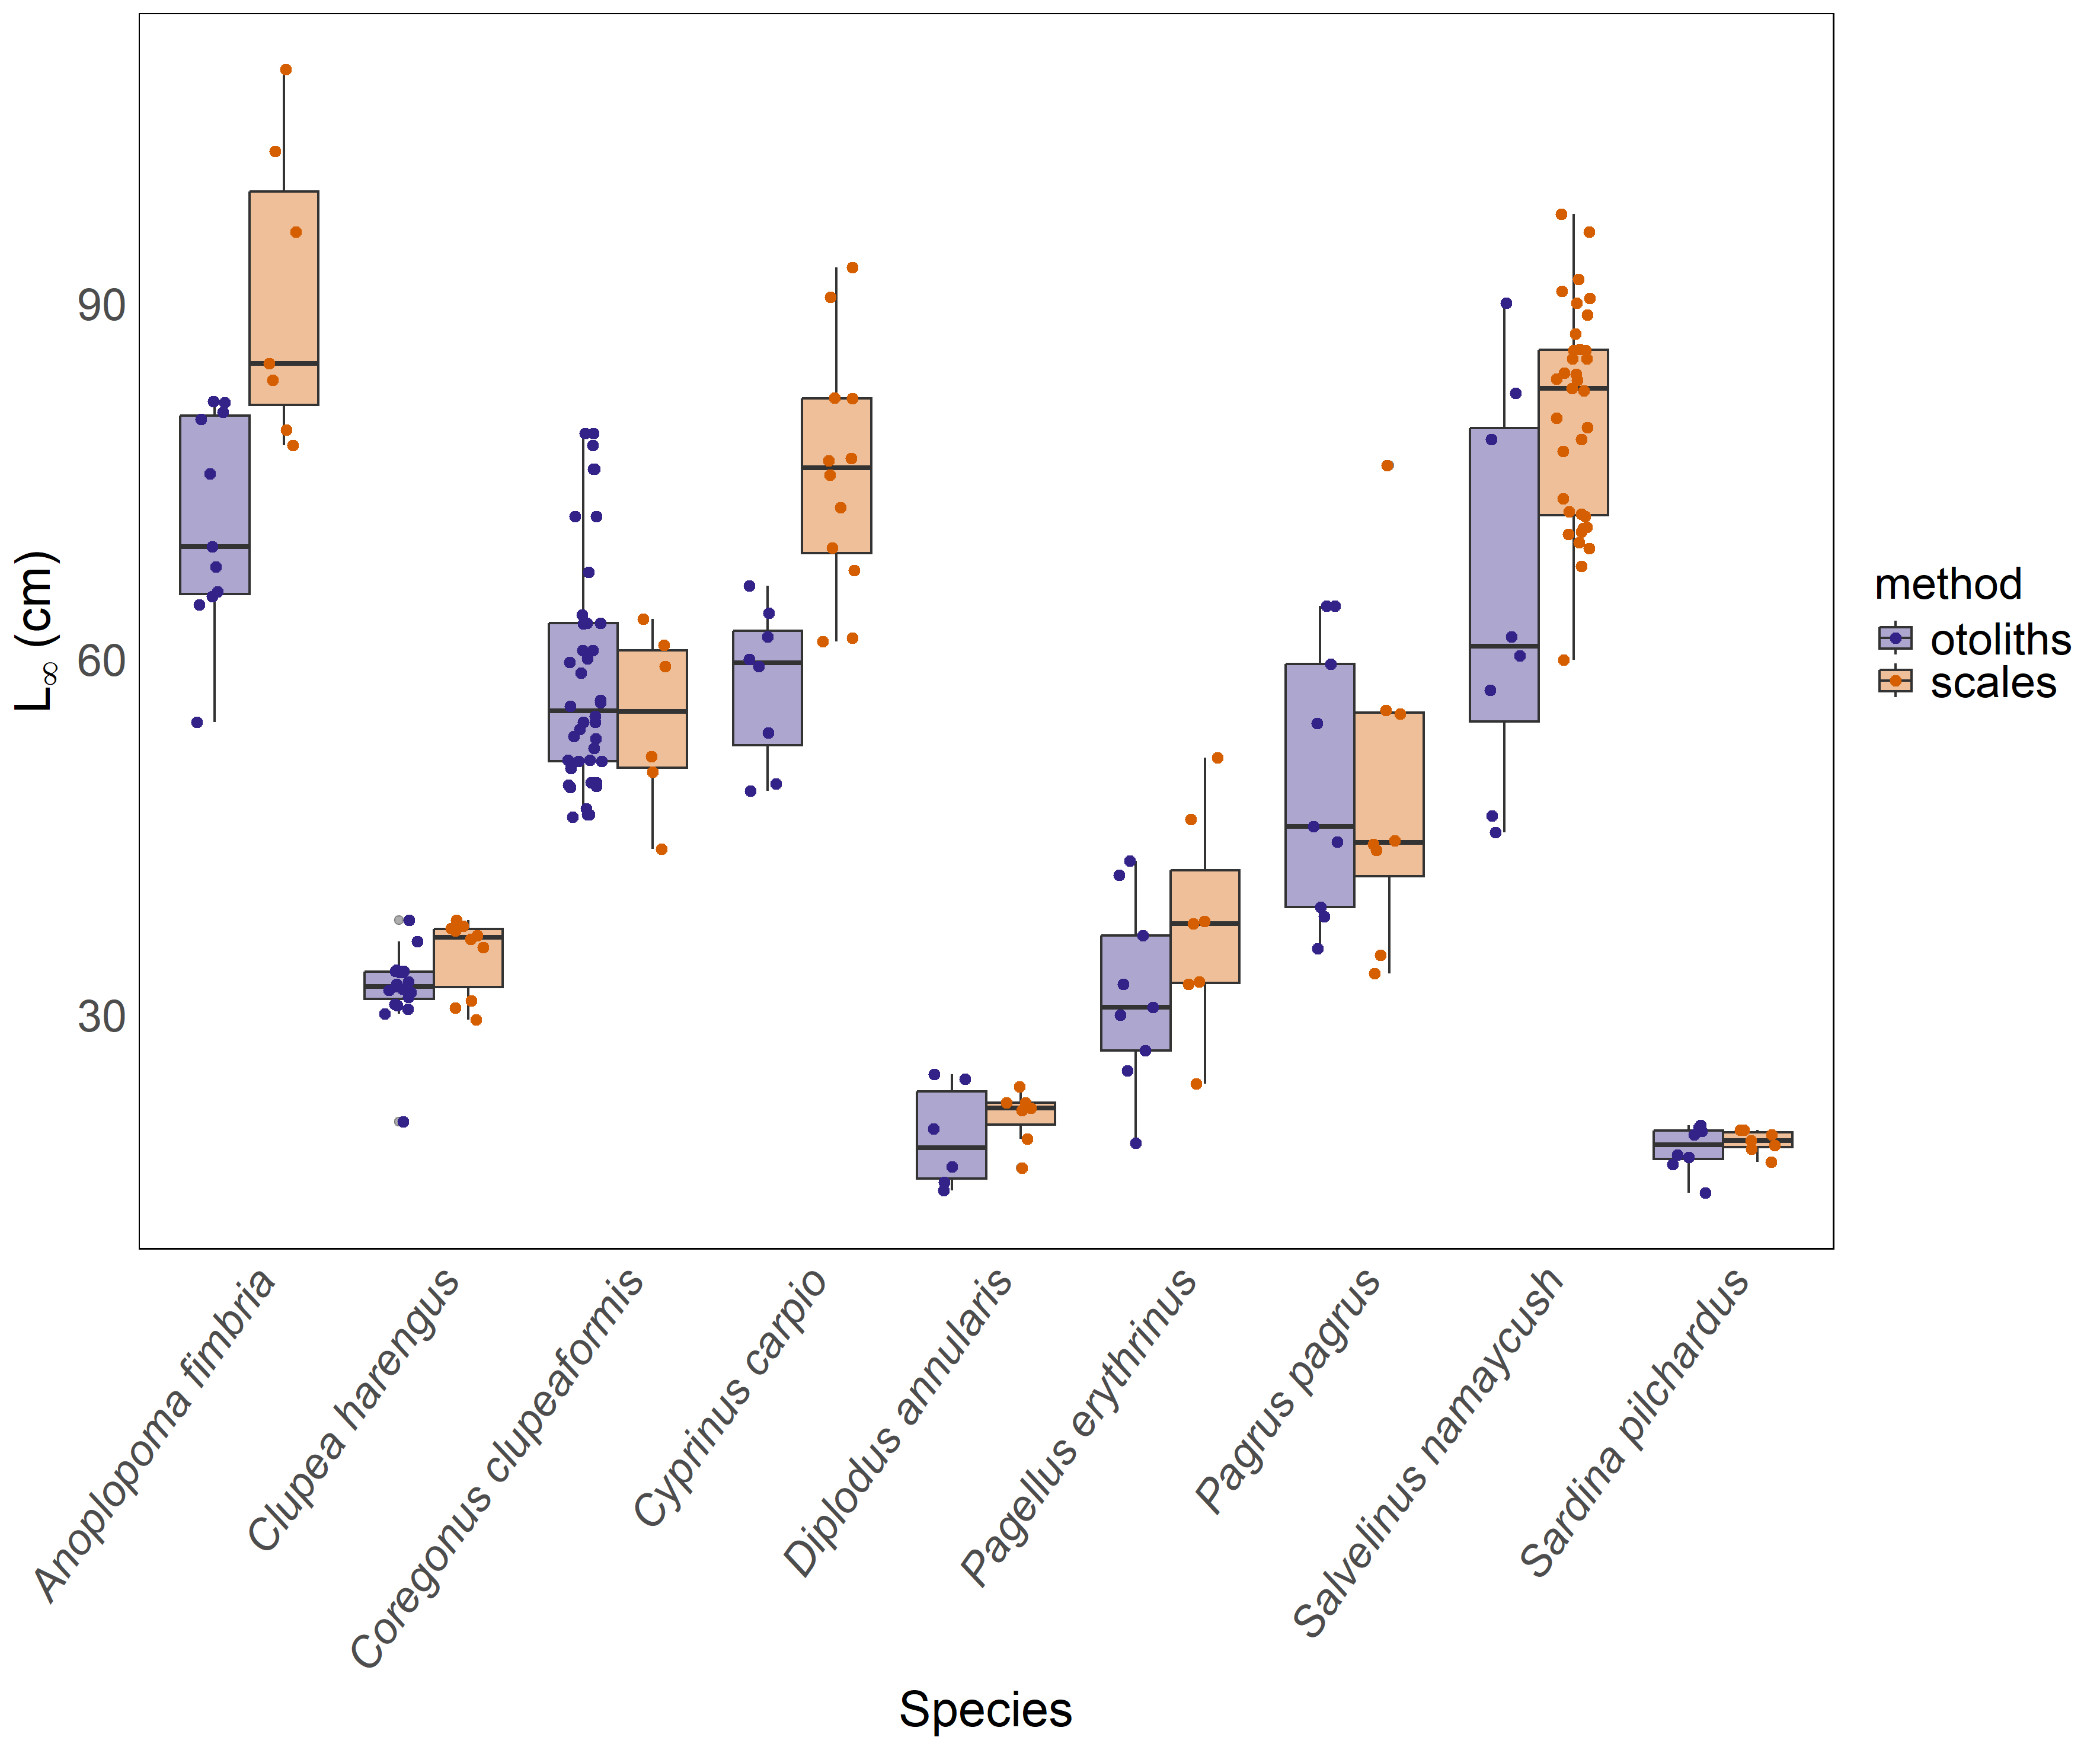 90
60
30
L∞ (cm)
Anoplopoma fimbria
Clupea harengus
Coregonus clupeaformis
Cyprinus carpio
Diplodus annularis
Pagellus erythrinus
Pagrus pagrus
Salvelinus namaycush
Sardina pilchardus
Species
method
otoliths
scales